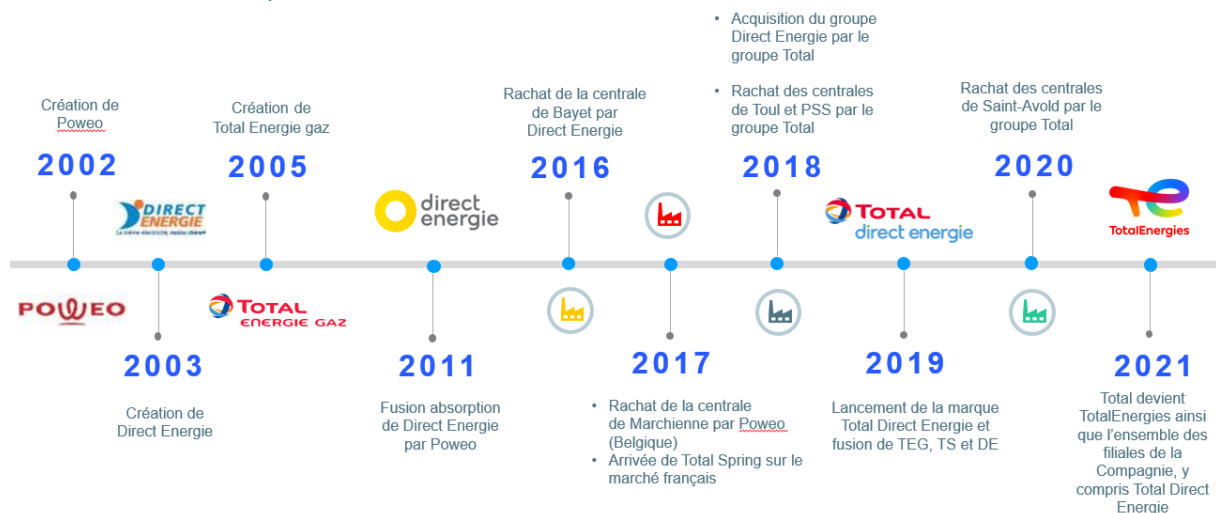 Création de
Poweo
2002
POWEO
DIRECT
ENERGIE
La même électricité, moins chère
2003
Création de
Direct Energie
Création de
Total Energie gaz
2005
TOTAL
ENERGIE GAZ
direct
energie
2011
Fusion absorption
de Direct Energie
par Poweo
Rachat de la centrale
de Bayet par
Direct Energie
2016
2017
• Rachat de la centrale
de Marchienne par Poweo
(Belgique)
• Arrivée de Total Spring sur le
marché français
• Acquisition du groupe
Direct Energie par le
groupe Total
• Rachat des centrales
de Toul et PSS par le
groupe Total
2018
TOTAL
direct energie
2019
Lancement de la marque
Total Direct Energie et
fusion de TEG, TS et DE
Rachat des centrales
de Saint-Avold par le
groupe Total
2020
TotalEnergies
2021
Total devient
TotalEnergies ainsi
que l'ensemble des
filiales de la
Compagnie, y
compris Total Direct
Energie